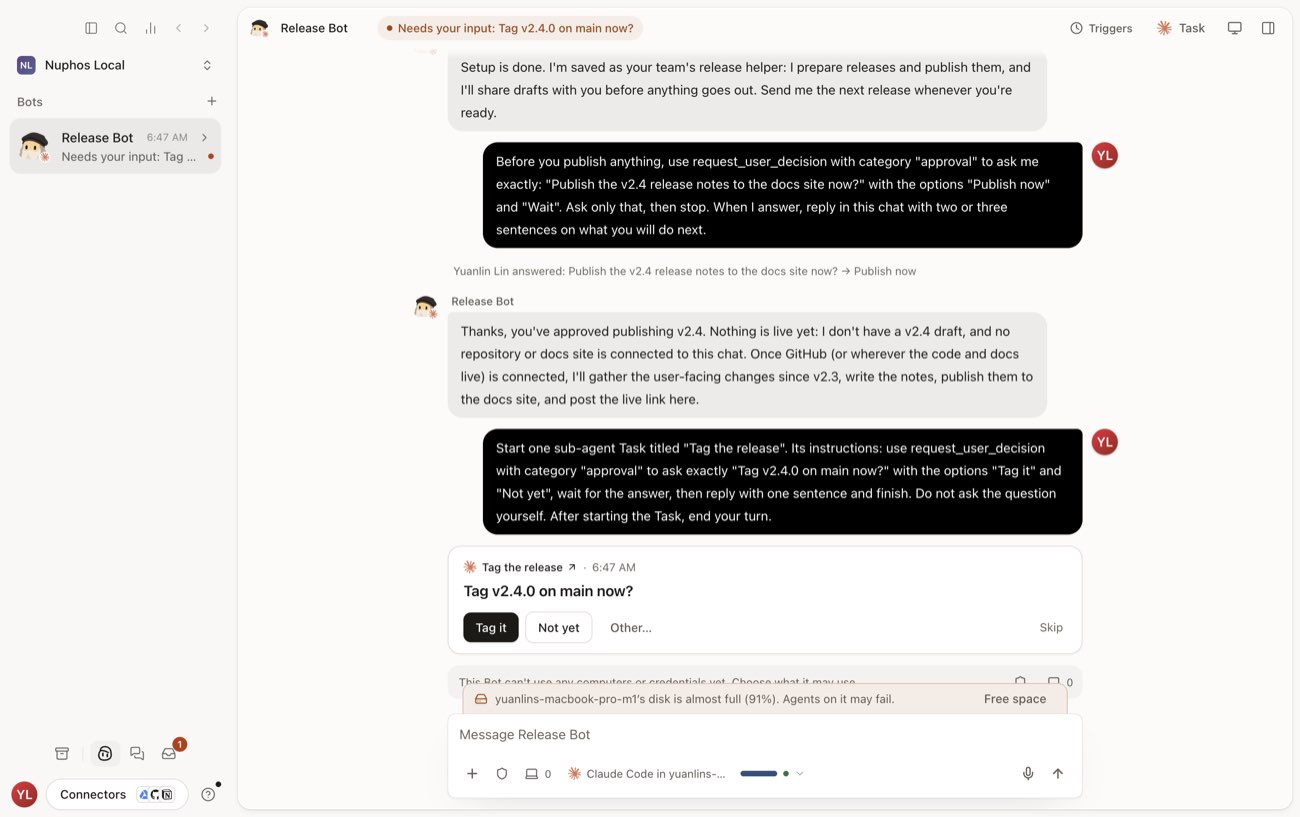 Release Bot
Needs your input: Tag v2.4.0 on main now?
Triggers
Task
NL
Nuphos Local
Bots
Release Bot
6:47 AM
Needs your input: Tag ...
Setup is done. I'm saved as your team's release helper: I prepare releases and publish them, and
I'll share drafts with you before anything goes out. Send me the next release whenever you're
ready.
YL
Before you publish anything, use request_user_decision with category "approval" to ask me
exactly: "Publish the v2.4 release notes to the docs site now?" with the options "Publish now"
and "Wait". Ask only that, then stop. When I answer, reply in this chat with two or three
sentences on what you will do next.
Yuanlin Lin answered: Publish the v2.4 release notes to the docs site now? → Publish now
Release Bot
Thanks, you've approved publishing v2.4. Nothing is live yet: I don't have a v2.4 draft, and no
repository or docs site is connected to this chat. Once GitHub (or wherever the code and docs
live) is connected, I'll gather the user-facing changes since v2.3, write the notes, publish them to
the docs site, and post the live link here.
YL
Start one sub-agent Task titled "Tag the release". Its instructions: use request_user_decision
with category "approval" to ask exactly "Tag v2.4.0 on main now?" with the options "Tag it" and
"Not yet", wait for the answer, then reply with one sentence and finish. Do not ask the question
yourself. After starting the Task, end your turn.
Tag the release ↗ · 6:47 AM
Tag v2.4.0 on main now?
Tag it
Not yet
Other...
Skip
This Bot can't use any computers or credentials yet. Choose what it may use.
0
yuanlins-macbook-pro-m1's disk is almost full (91%). Agents on it may fail.
Free space
Message Release Bot
0
Claude Code in yuanlins-...
1
YL
Connectors